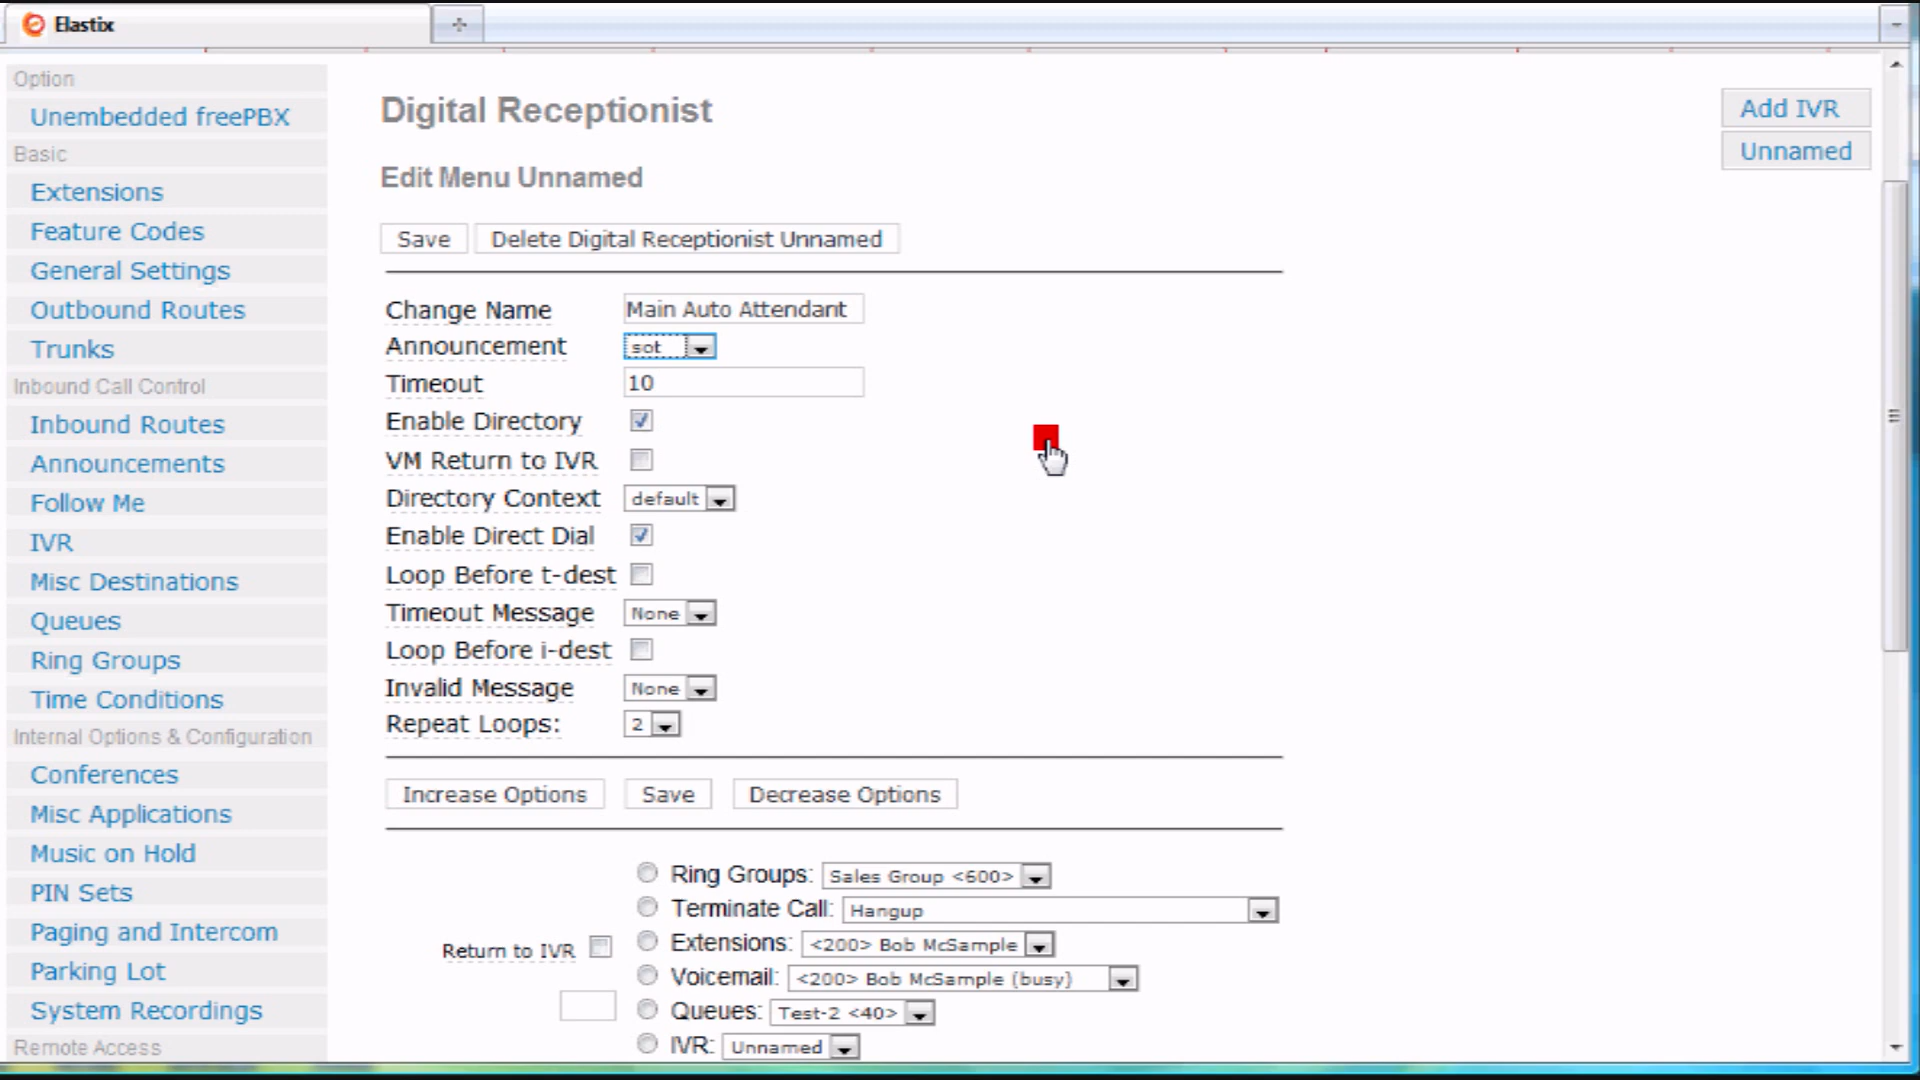 Elastix
Option
Unembedded freePBX
Basic
Extensions
Feature Codes
General Settings
Outbound Routes
Trunks
Inbound Call Control
Inbound Routes
Announcements
Follow Me
IVR
Misc Destinations
Queues
Ring Groups
Time Conditions
Internal Options & Configuration
Conferences
Misc Applications
Music on Hold
PIN Sets
Paging and Intercom
Parking Lot
System Recordings
Remote Access
Digital Receptionist
Edit Menu Unnamed
Save Delete Digital Receptionist Unnamed
Change Name Main Auto Attendant
Announcement sot
Timeout 10
Enable Directory
VM Return to IVR
Directory Context default
Enable Direct Dial
Loop Before t-dest
Timeout Message None
Loop Before i-dest
Invalid Message None
Repeat Loops: 2
Increase Options Save Decrease Options
Return to IVR
Ring Groups: Sales Group <600>
Terminate Call: Hangup
Extensions: <200> Bob McSample
Voicemail: <200> Bob McSample (busy)
Queues: Test-2 <40>
IVR: Unnamed
Add IVR
Unnamed